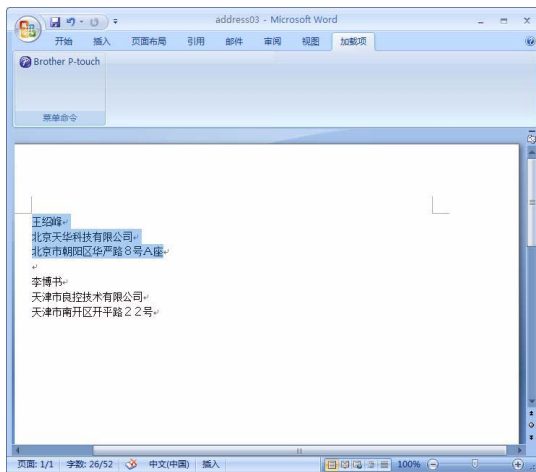 address03 - Microsoft Word
开始 插入 页面布局 引用 邮件 审阅 视图 加载项
Brother P-touch
菜单命令
王绍峰
北京天华科技有限公司
北京市朝阳区华严路8号A座
李博书
天津市良控技术有限公司
天津市南开区开平路22号
页面: 1/1 字数: 26/52 中文(中国) 插入 100%